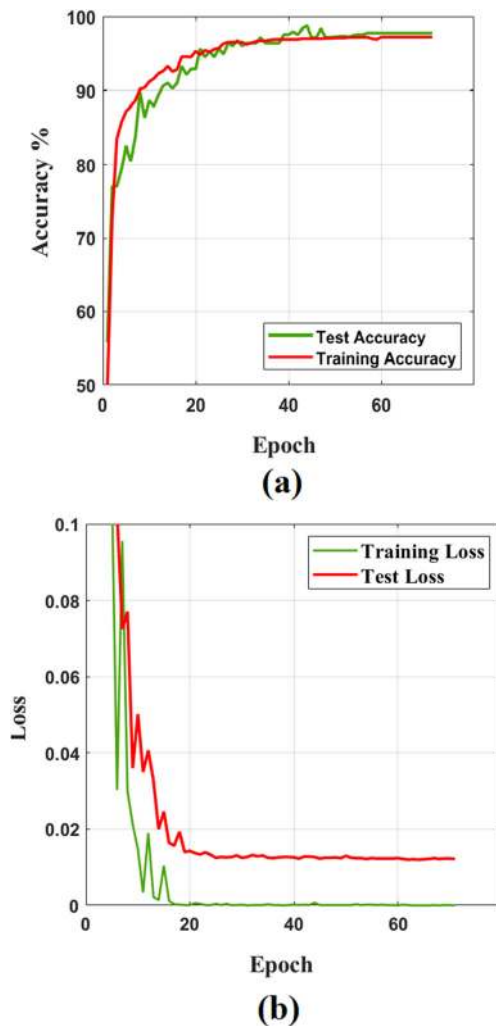 100
90
80
70
60
50
Accuracy %
Test Accuracy
Training Accuracy
0 20 40 60
Epoch
(a)
0.1
0.08
0.06
0.04
0.02
0
Loss
Training Loss
Test Loss
0 20 40 60
Epoch
(b)